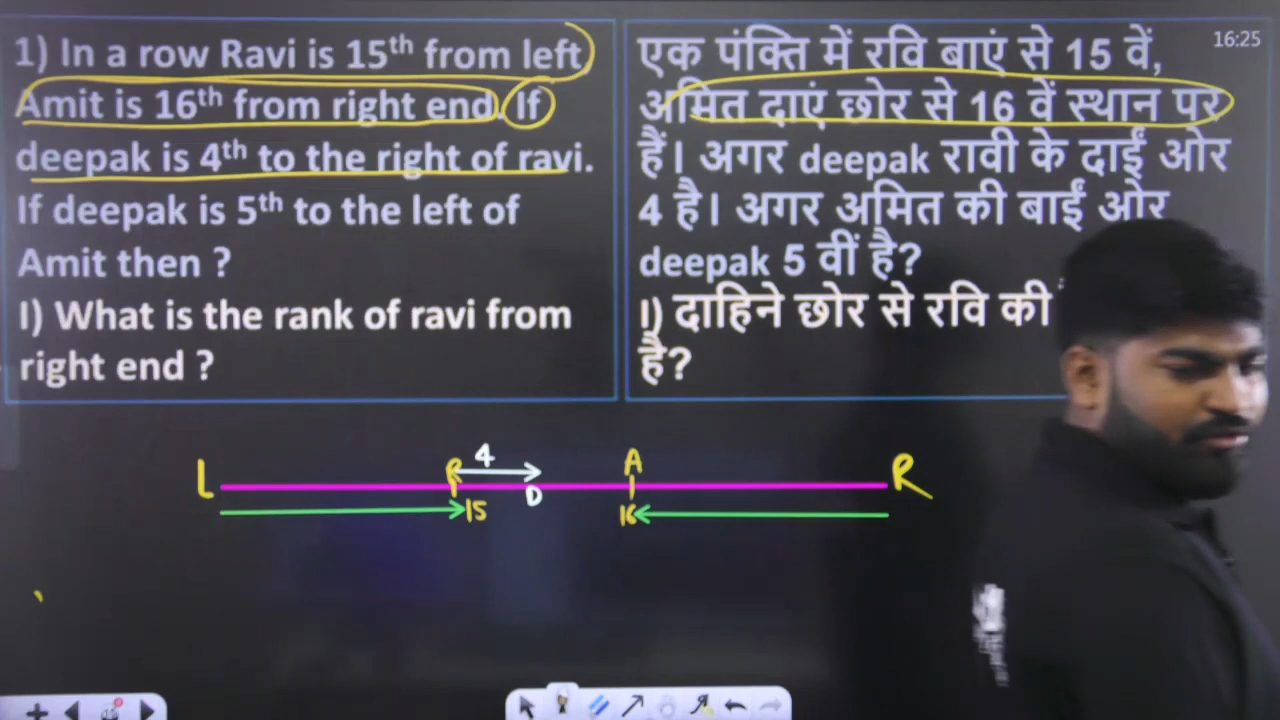 1) In a row Ravi is 15th from left
Amit is 16th from right end. If
deepak is 4th to the right of ravi.
If deepak is 5th to the left of
Amit then ?
I) What is the rank of ravi from
right end ?
एक पंक्ति में रवि बाएं से 15 वें,
अमित दाएं छोर से 16 वें स्थान पर
हैं। अगर deepak रावी के दाईं ओर
4 है। अगर अमित की बाईं ओर
deepak 5 वीं है?
I) दाहिने छोर से रवि की
है?
16:25
L R 4 D A R
15 16